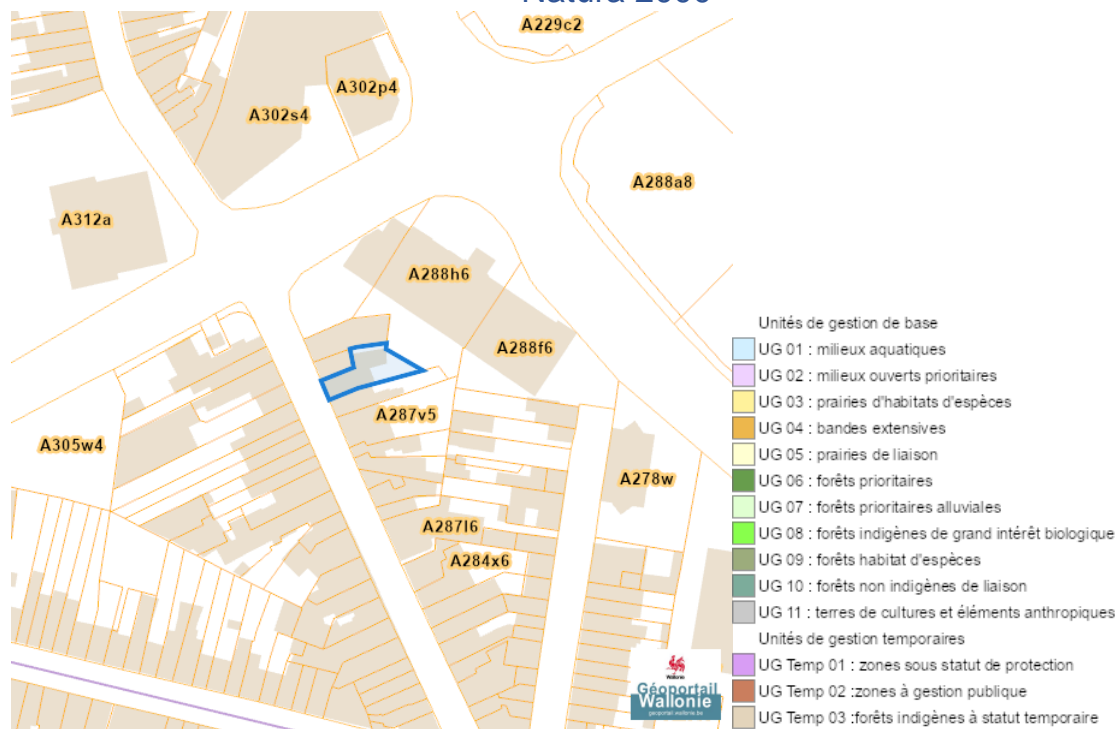 Natura 2000
A229c2
A302p4
A302s4
A288a8
A312a
A288h6
A288f6
A287v5
A305w4
A278w
A287l6
A284x6
Wallonie
Géoportail
Wallonie
geoportail.wallonie.be
Unités de gestion de base
UG 01 : milieux aquatiques
UG 02 : milieux ouverts prioritaires
UG 03 : prairies d'habitats d'espèces
UG 04 : bandes extensives
UG 05 : prairies de liaison
UG 06 : forêts prioritaires
UG 07 : forêts prioritaires alluviales
UG 08 : forêts indigènes de grand intérêt biologique
UG 09 : forêts habitat d'espèces
UG 10 : forêts non indigènes de liaison
UG 11 : terres de cultures et éléments anthropiques
Unités de gestion temporaires
UG Temp 01 : zones sous statut de protection
UG Temp 02 :zones à gestion publique
UG Temp 03 :forêts indigènes à statut temporaire